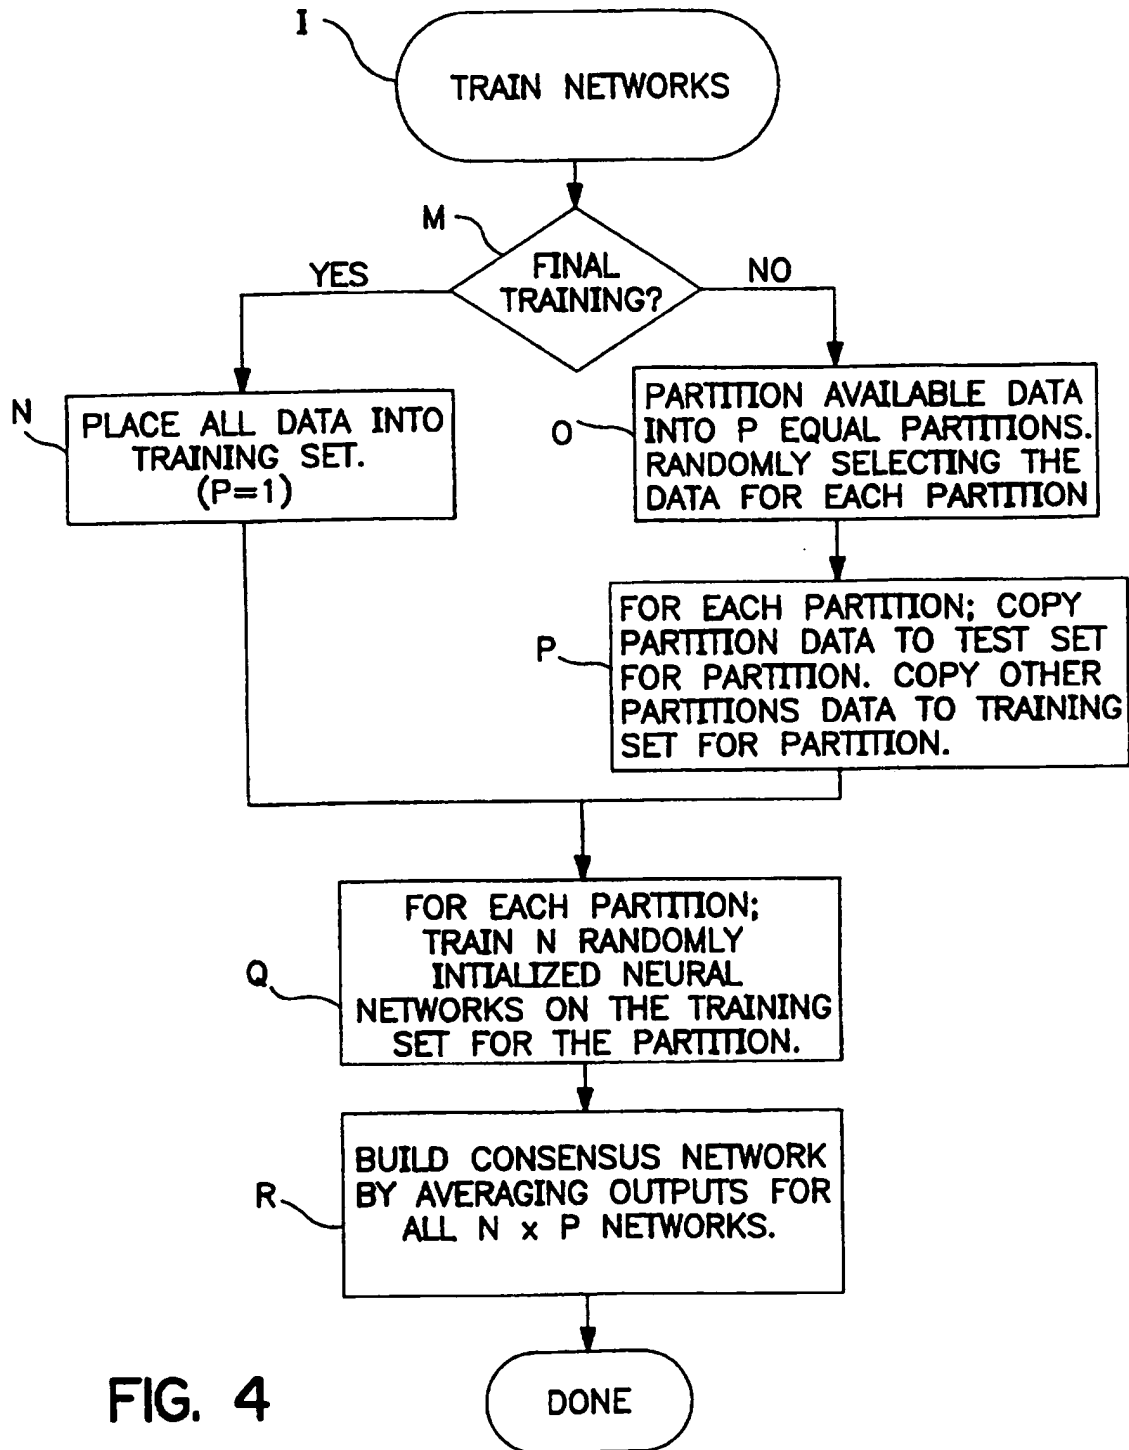 I
TRAIN NETWORKS
M
FINAL
TRAINING?
YES
NO
N
PLACE ALL DATA INTO
TRAINING SET.
(P=1)
O
PARTITION AVAILABLE DATA
INTO P EQUAL PARTITIONS.
RANDOMLY SELECTING THE
DATA FOR EACH PARTITION
P
FOR EACH PARTITION; COPY
PARTITION DATA TO TEST SET
FOR PARTITION. COPY OTHER
PARTITIONS DATA TO TRAINING
SET FOR PARTITION.
Q
FOR EACH PARTITION;
TRAIN N RANDOMLY
INTIALIZED NEURAL
NETWORKS ON THE TRAINING
SET FOR THE PARTITION.
R
BUILD CONSENSUS NETWORK
BY AVERAGING OUTPUTS FOR
ALL N x P NETWORKS.
DONE
FIG. 4